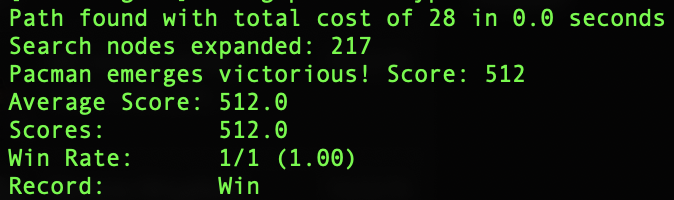 Path found with total cost of 28 in 0.0 seconds
Search nodes expanded: 217
Pacman emerges victorious! Score: 512
Average Score: 512.0
Scores:        512.0
Win Rate:      1/1 (1.00)
Record:        Win